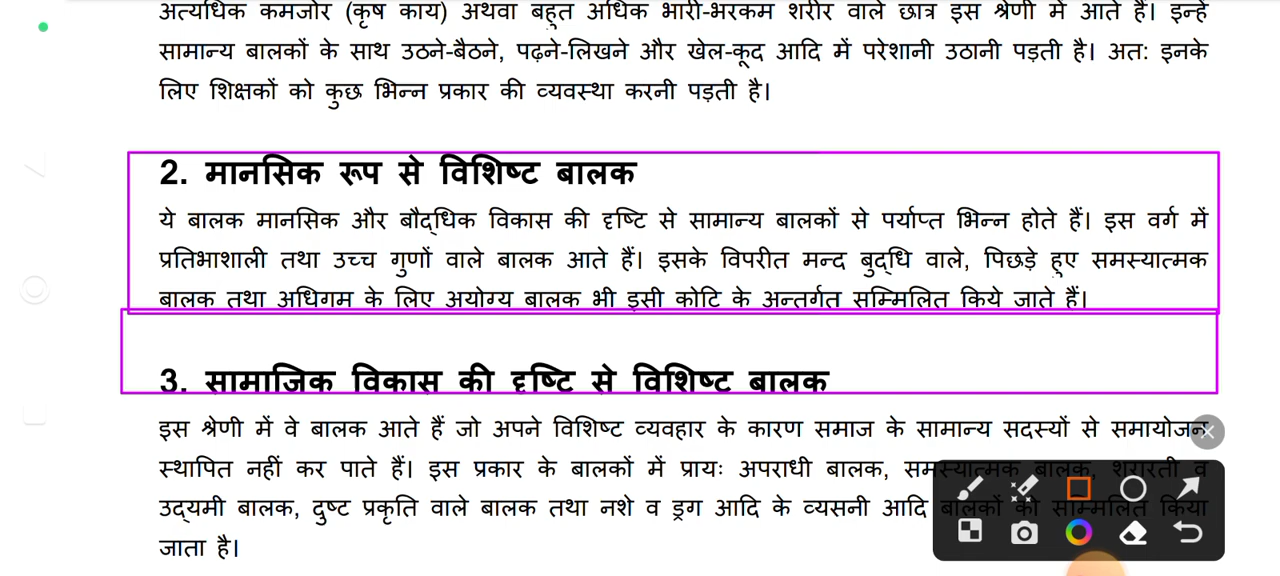 अत्यधिक कमजोर (कृष काय) अथवा बहुत अधिक भारी-भरकम शरीर वाले छात्र इस श्रेणी में आते हैं। इन्हें
सामान्य बालकों के साथ उठने-बैठने, पढ़ने-लिखने और खेल-कूद आदि में परेशानी उठानी पड़ती है। अत: इनके
लिए शिक्षकों को कुछ भिन्न प्रकार की व्यवस्था करनी पड़ती है।
2. मानसिक रूप से विशिष्ट बालक
ये बालक मानसिक और बौद्धिक विकास की दृष्टि से सामान्य बालकों से पर्याप्त भिन्न होते हैं। इस वर्ग में
प्रतिभाशाली तथा उच्च गुणों वाले बालक आते हैं। इसके विपरीत मन्द बुद्धि वाले, पिछड़े हुए समस्यात्मक
बालक तथा अधिगम के लिए अयोग्य बालक भी इसी कोटि के अन्तर्गत सम्मिलित किये जाते हैं।
3. सामाजिक विकास की दृष्टि से विशिष्ट बालक
इस श्रेणी में वे बालक आते हैं जो अपने विशिष्ट व्यवहार के कारण समाज के सामान्य सदस्यों से समायोजन
स्थापित नहीं कर पाते हैं। इस प्रकार के बालकों में प्रायः अपराधी बालक, समस्यात्मक बालक, शरारती व
उद्यमी बालक, दुष्ट प्रकृति वाले बालक तथा नशे व ड्रग आदि के व्यसनी आदि बालकों को सम्मिलित किया
जाता है।